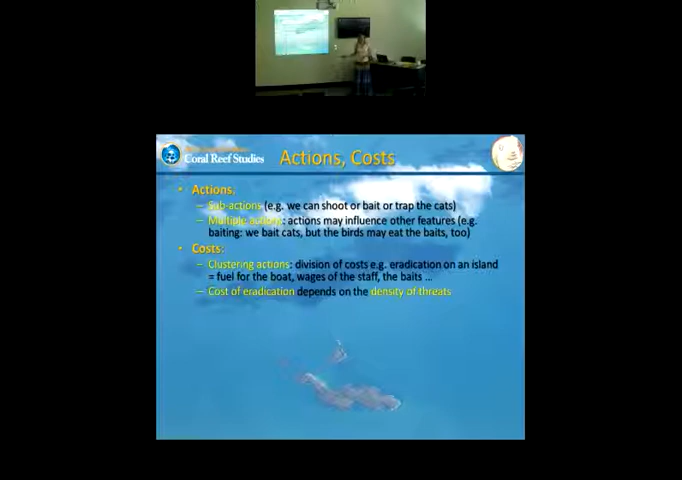 Coral Reef Studies
Actions, Costs
• Actions:
– Sub-actions (e.g. we can shoot or bait or trap the cats)
– Multiple actions: actions may influence other features (e.g.
baiting: we bait cats, but the birds may eat the baits, too)
• Costs:
– Clustering actions: division of costs e.g. eradication on an island
= fuel for the boat, wages of the staff, the baits ...
– Cost of eradication depends on the density of threats